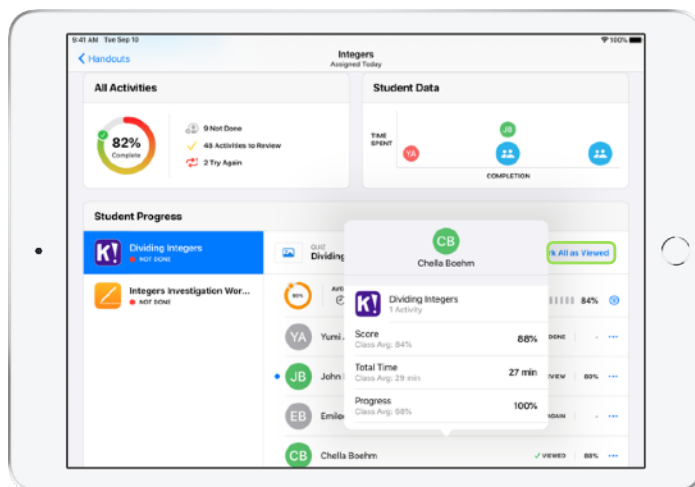 9:41 AM Tue Sep 10
100%
Handouts
Integers
Assigned Today
All Activities
82%
Complete
9 Not Done
48 Activities to Review
2 Try Again
Student Data
TIME
SPENT
YA
JB
COMPLETION
Student Progress
K!
Dividing Integers
NOT DONE
Integers Investigation Wor...
NOT DONE
QUIZ
Dividing
k All as Viewed
AVG
84%
YA
Yumi
DONE
-
JB
John
80%
EB
Emile
AGAIN
-
CB
Chella Boehm
VIEWED
88%
CB
Chella Boehm
K!
Dividing Integers
1 Activity
Score
88%
Class Avg: 84%
Total Time
27 min
Class Avg: 29 min
Progress
100%
Class Avg: 68%